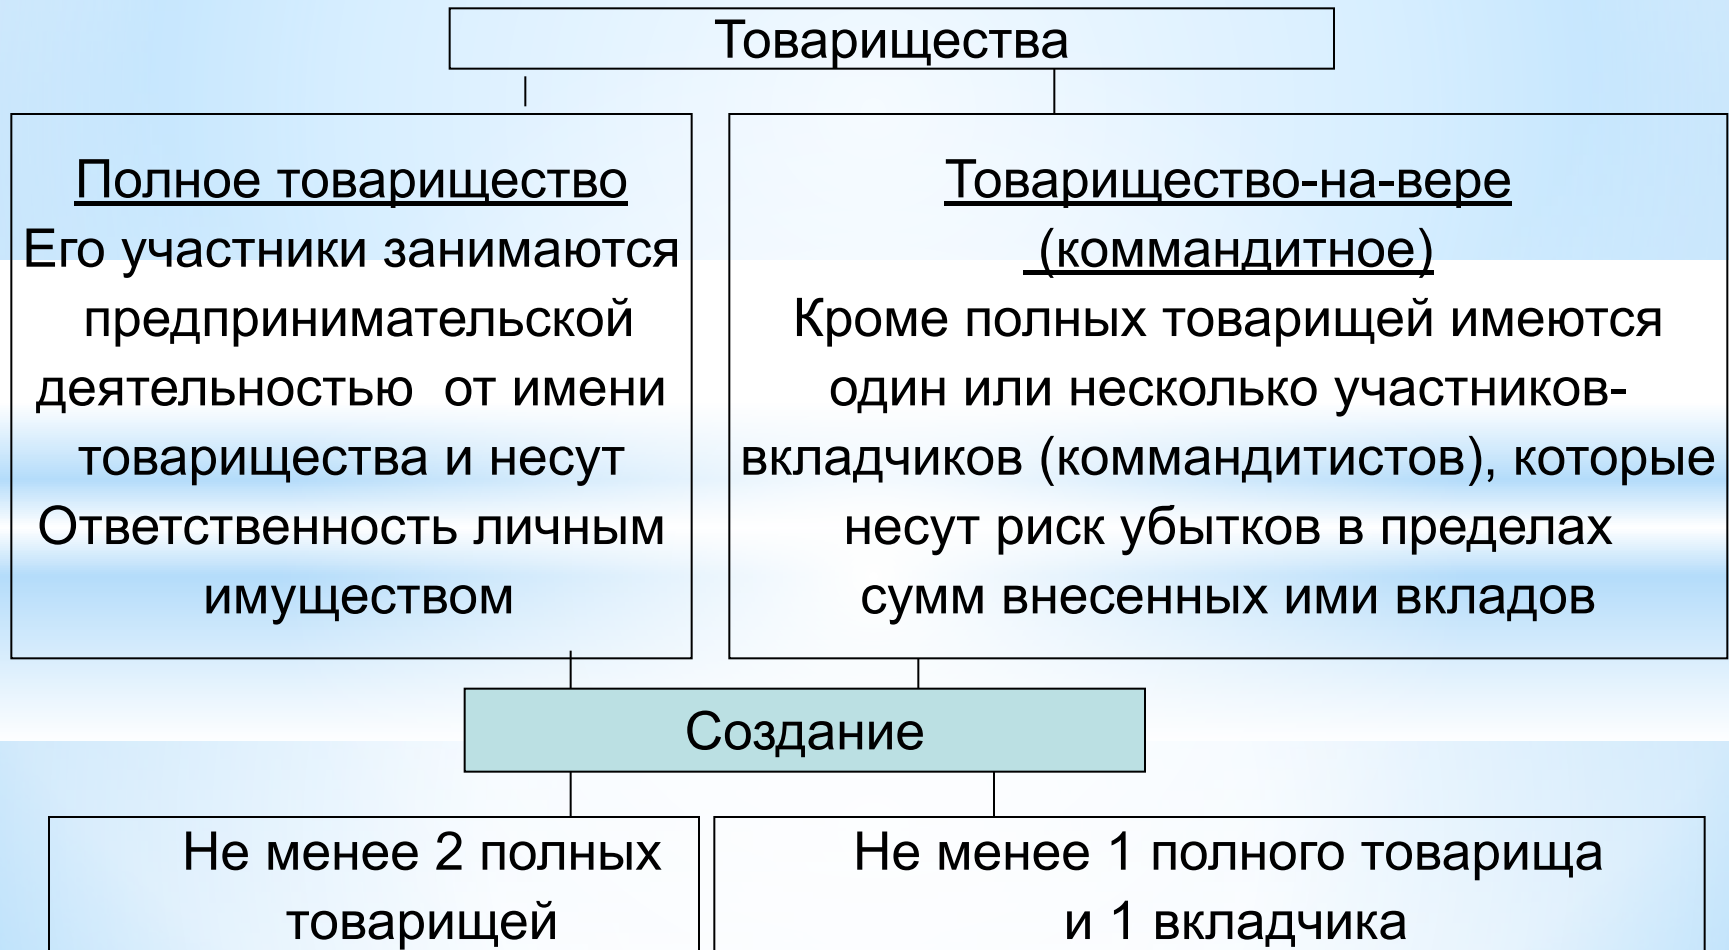 Товарищества
Полное товарищество
Его участники занимаются
предпринимательской
деятельностью от имени
товарищества и несут
Ответственность личным
имуществом
Товарищество-на-вере
(коммандитное)
Кроме полных товарищей имеются
один или несколько участников-
вкладчиков (коммандитистов), которые
несут риск убытков в пределах
сумм внесенных ими вкладов
Создание
Не менее 2 полных
товарищей
Не менее 1 полного товарища
и 1 вкладчика